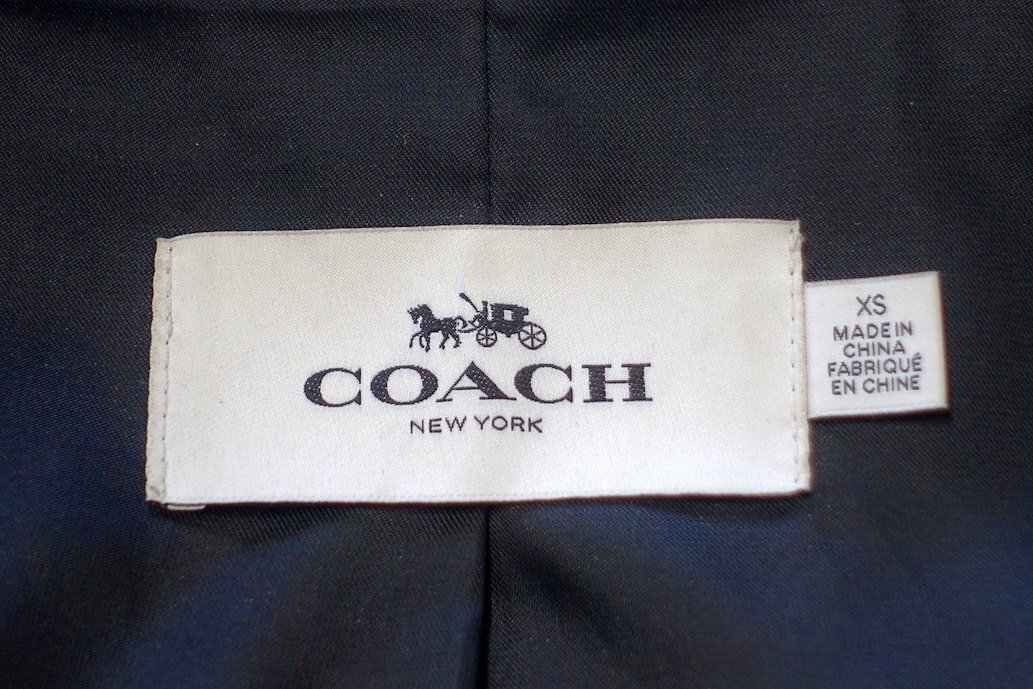 COACH
NEW YORK
XS
MADE IN
CHINA
FABRIQUÉ
EN CHINE